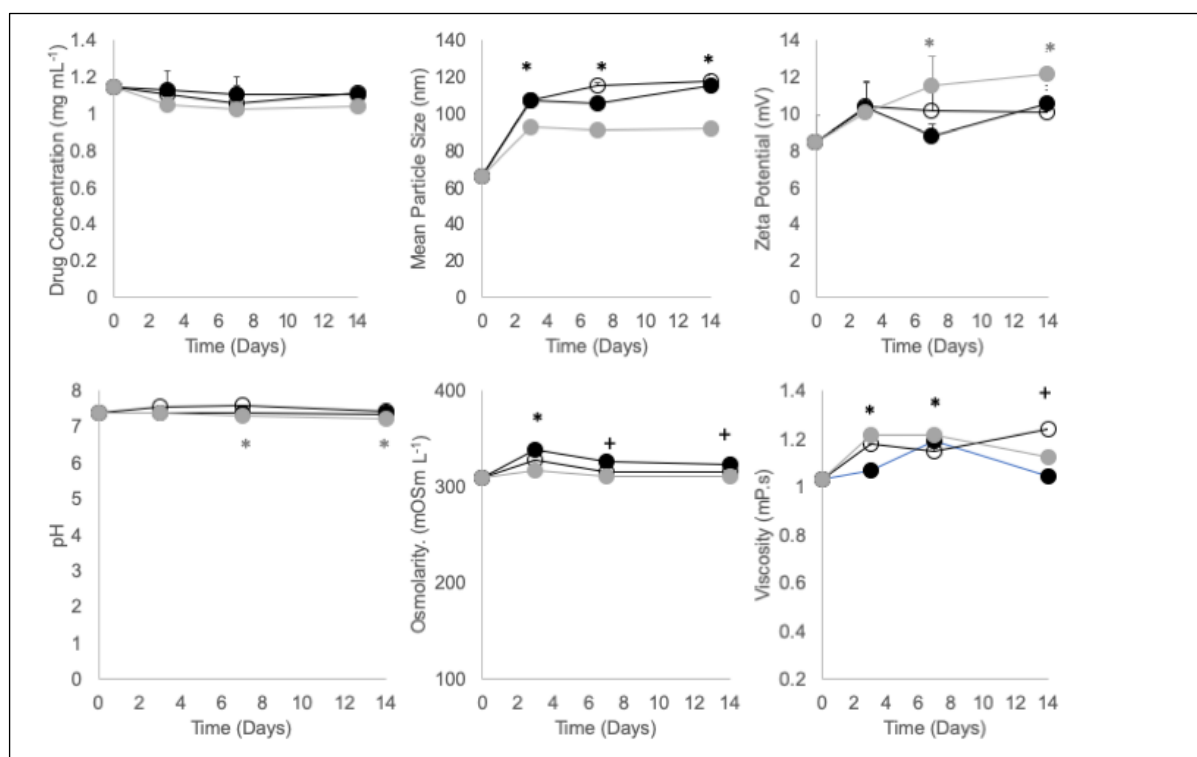 Drug Concentration (mg mL-1)
1.4
1.2
1
0.8
0.6
0.4
0.2
0
0 2 4 6 8 10 12 14
Time (Days)
Mean Particle Size (nm)
140
120
100
80
60
40
20
0
* * *
0 2 4 6 8 10 12 14
Time (Days)
Zeta Potential (mV)
14
12
10
8
6
4
2
0
* *
0 2 4 6 8 10 12 14
Time (Days)
pH
8
7
6
5
4
3
2
1
0
* *
0 2 4 6 8 10 12 14
Time (Days)
Osmolarity. (mOSm L-1)
400
300
200
100
* + +
0 2 4 6 8 10 12 14
Time (Days)
Viscosity (mP.s)
1.4
1.2
1
0.8
0.6
0.4
0.2
* * +
0 2 4 6 8 10 12 14
Time (Days)